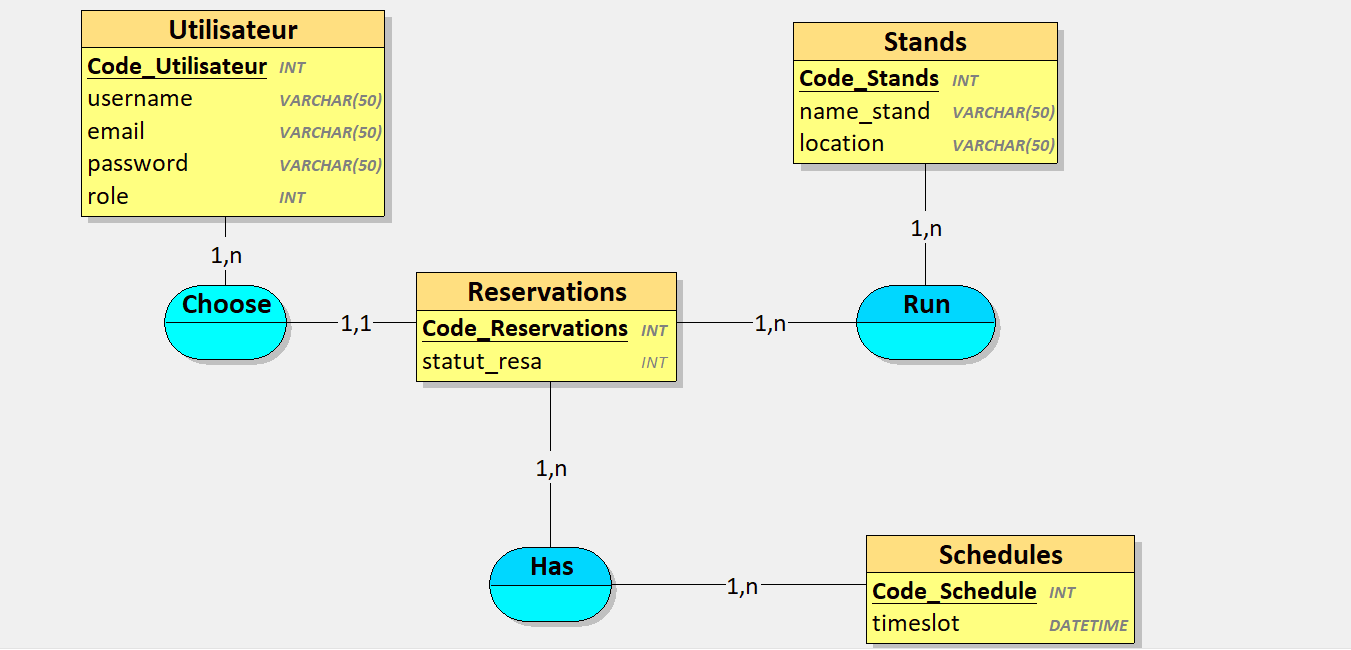 Utilisateur
Code_Utilisateur INT
username VARCHAR(50)
email VARCHAR(50)
password VARCHAR(50)
role INT
Stands
Code_Stands INT
name_stand VARCHAR(50)
location VARCHAR(50)
1,n
1,n
Choose
1,1
Reservations
Code_Reservations INT
statut_resa INT
1,n
Run
1,n
Has
1,n
Schedules
Code_Schedule INT
timeslot DATETIME